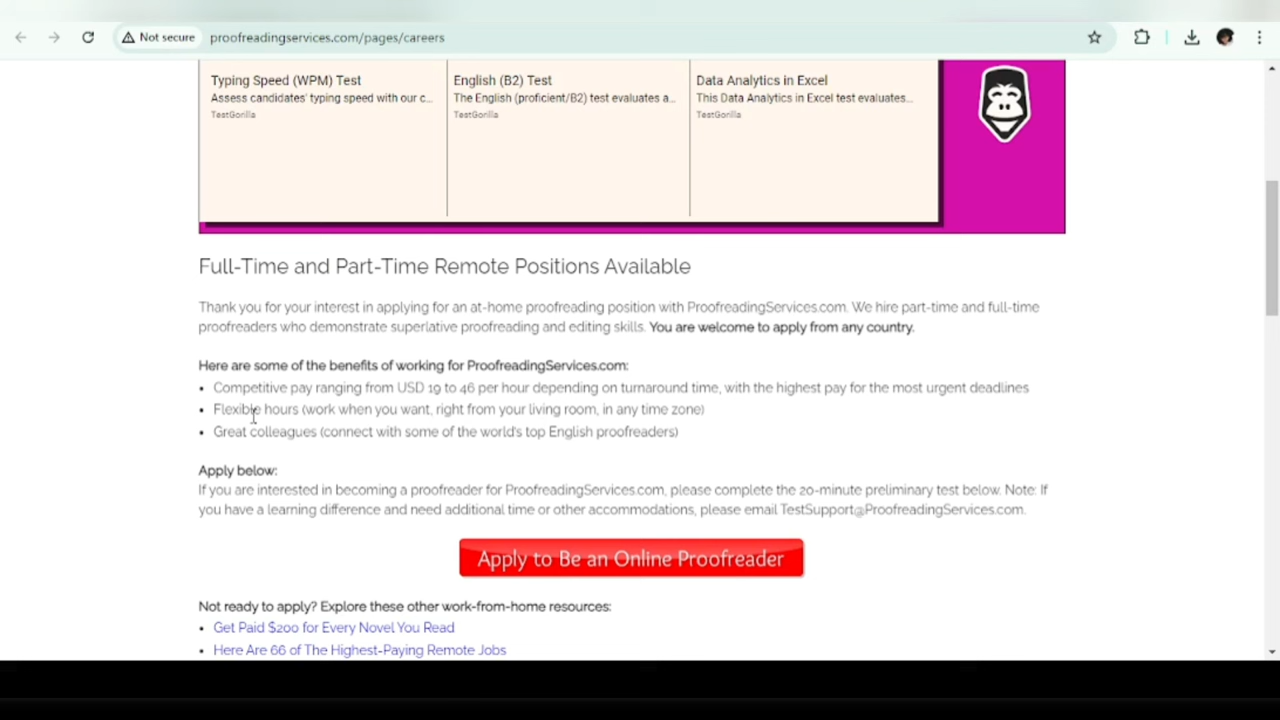 Not secure
proofreadingservices.com/pages/careers
Typing Speed (WPM) Test
Assess candidates' typing speed with our c...
TestGorilla
English (B2) Test
The English (proficient/B2) test evaluates a...
TestGorilla
Data Analytics in Excel
This Data Analytics in Excel test evaluates...
TestGorilla
Full-Time and Part-Time Remote Positions Available
Thank you for your interest in applying for an at-home proofreading position with ProofreadingServices.com. We hire part-time and full-time
proofreaders who demonstrate superlative proofreading and editing skills. You are welcome to apply from any country.
Here are some of the benefits of working for ProofreadingServices.com:
• Competitive pay ranging from USD 19 to 46 per hour depending on turnaround time, with the highest pay for the most urgent deadlines
• Flexible hours (work when you want, right from your living room, in any time zone)
• Great colleagues (connect with some of the world's top English proofreaders)
Apply below:
If you are interested in becoming a proofreader for ProofreadingServices.com, please complete the 20-minute preliminary test below. Note: If
you have a learning difference and need additional time or other accommodations, please email TestSupport@ProofreadingServices.com.
Apply to Be an Online Proofreader
Not ready to apply? Explore these other work-from-home resources:
• Get Paid $200 for Every Novel You Read
• Here Are 66 of The Highest-Paying Remote Jobs